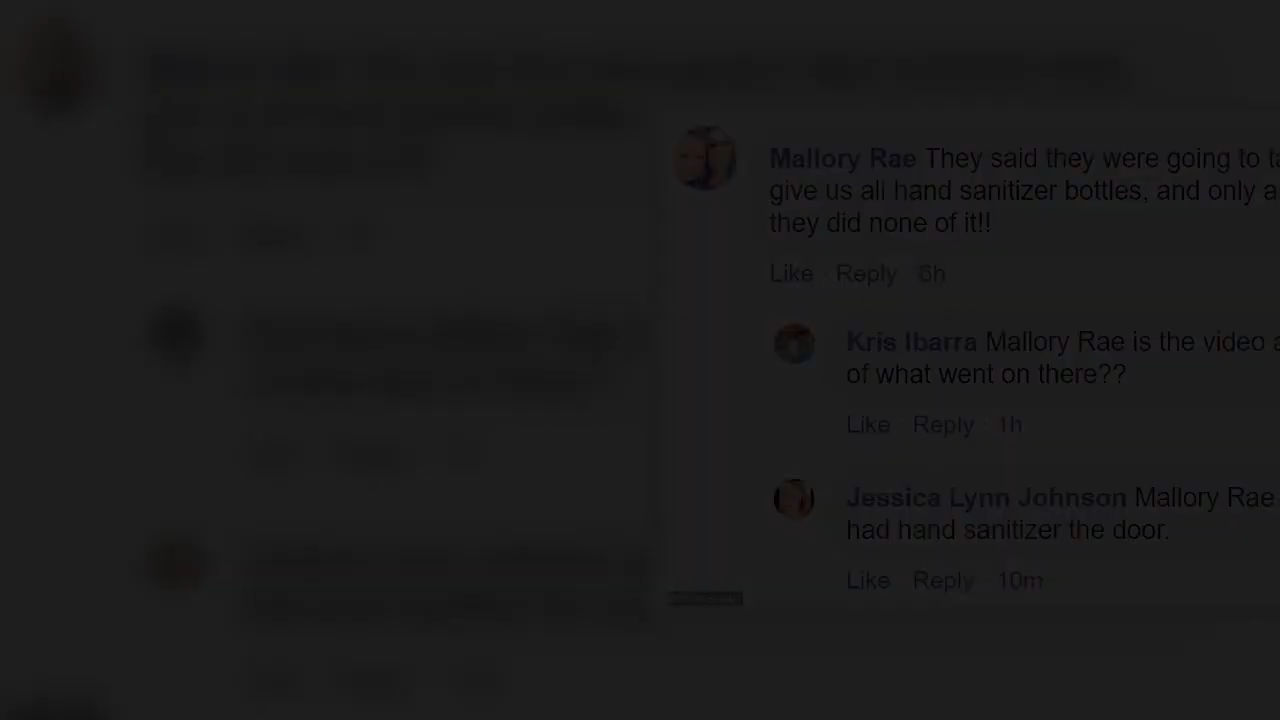 Mallory Rae They said they were going to
give us all hand sanitizer bottles, and only
they did none of it!!
Like · Reply · 6h
Kris Ibarra Mallory Rae is the video
of what went on there??
Like · Reply · 1h
Jessica Lynn Johnson Mallory Rae
had hand sanitizer the door.
Like · Reply · 10m